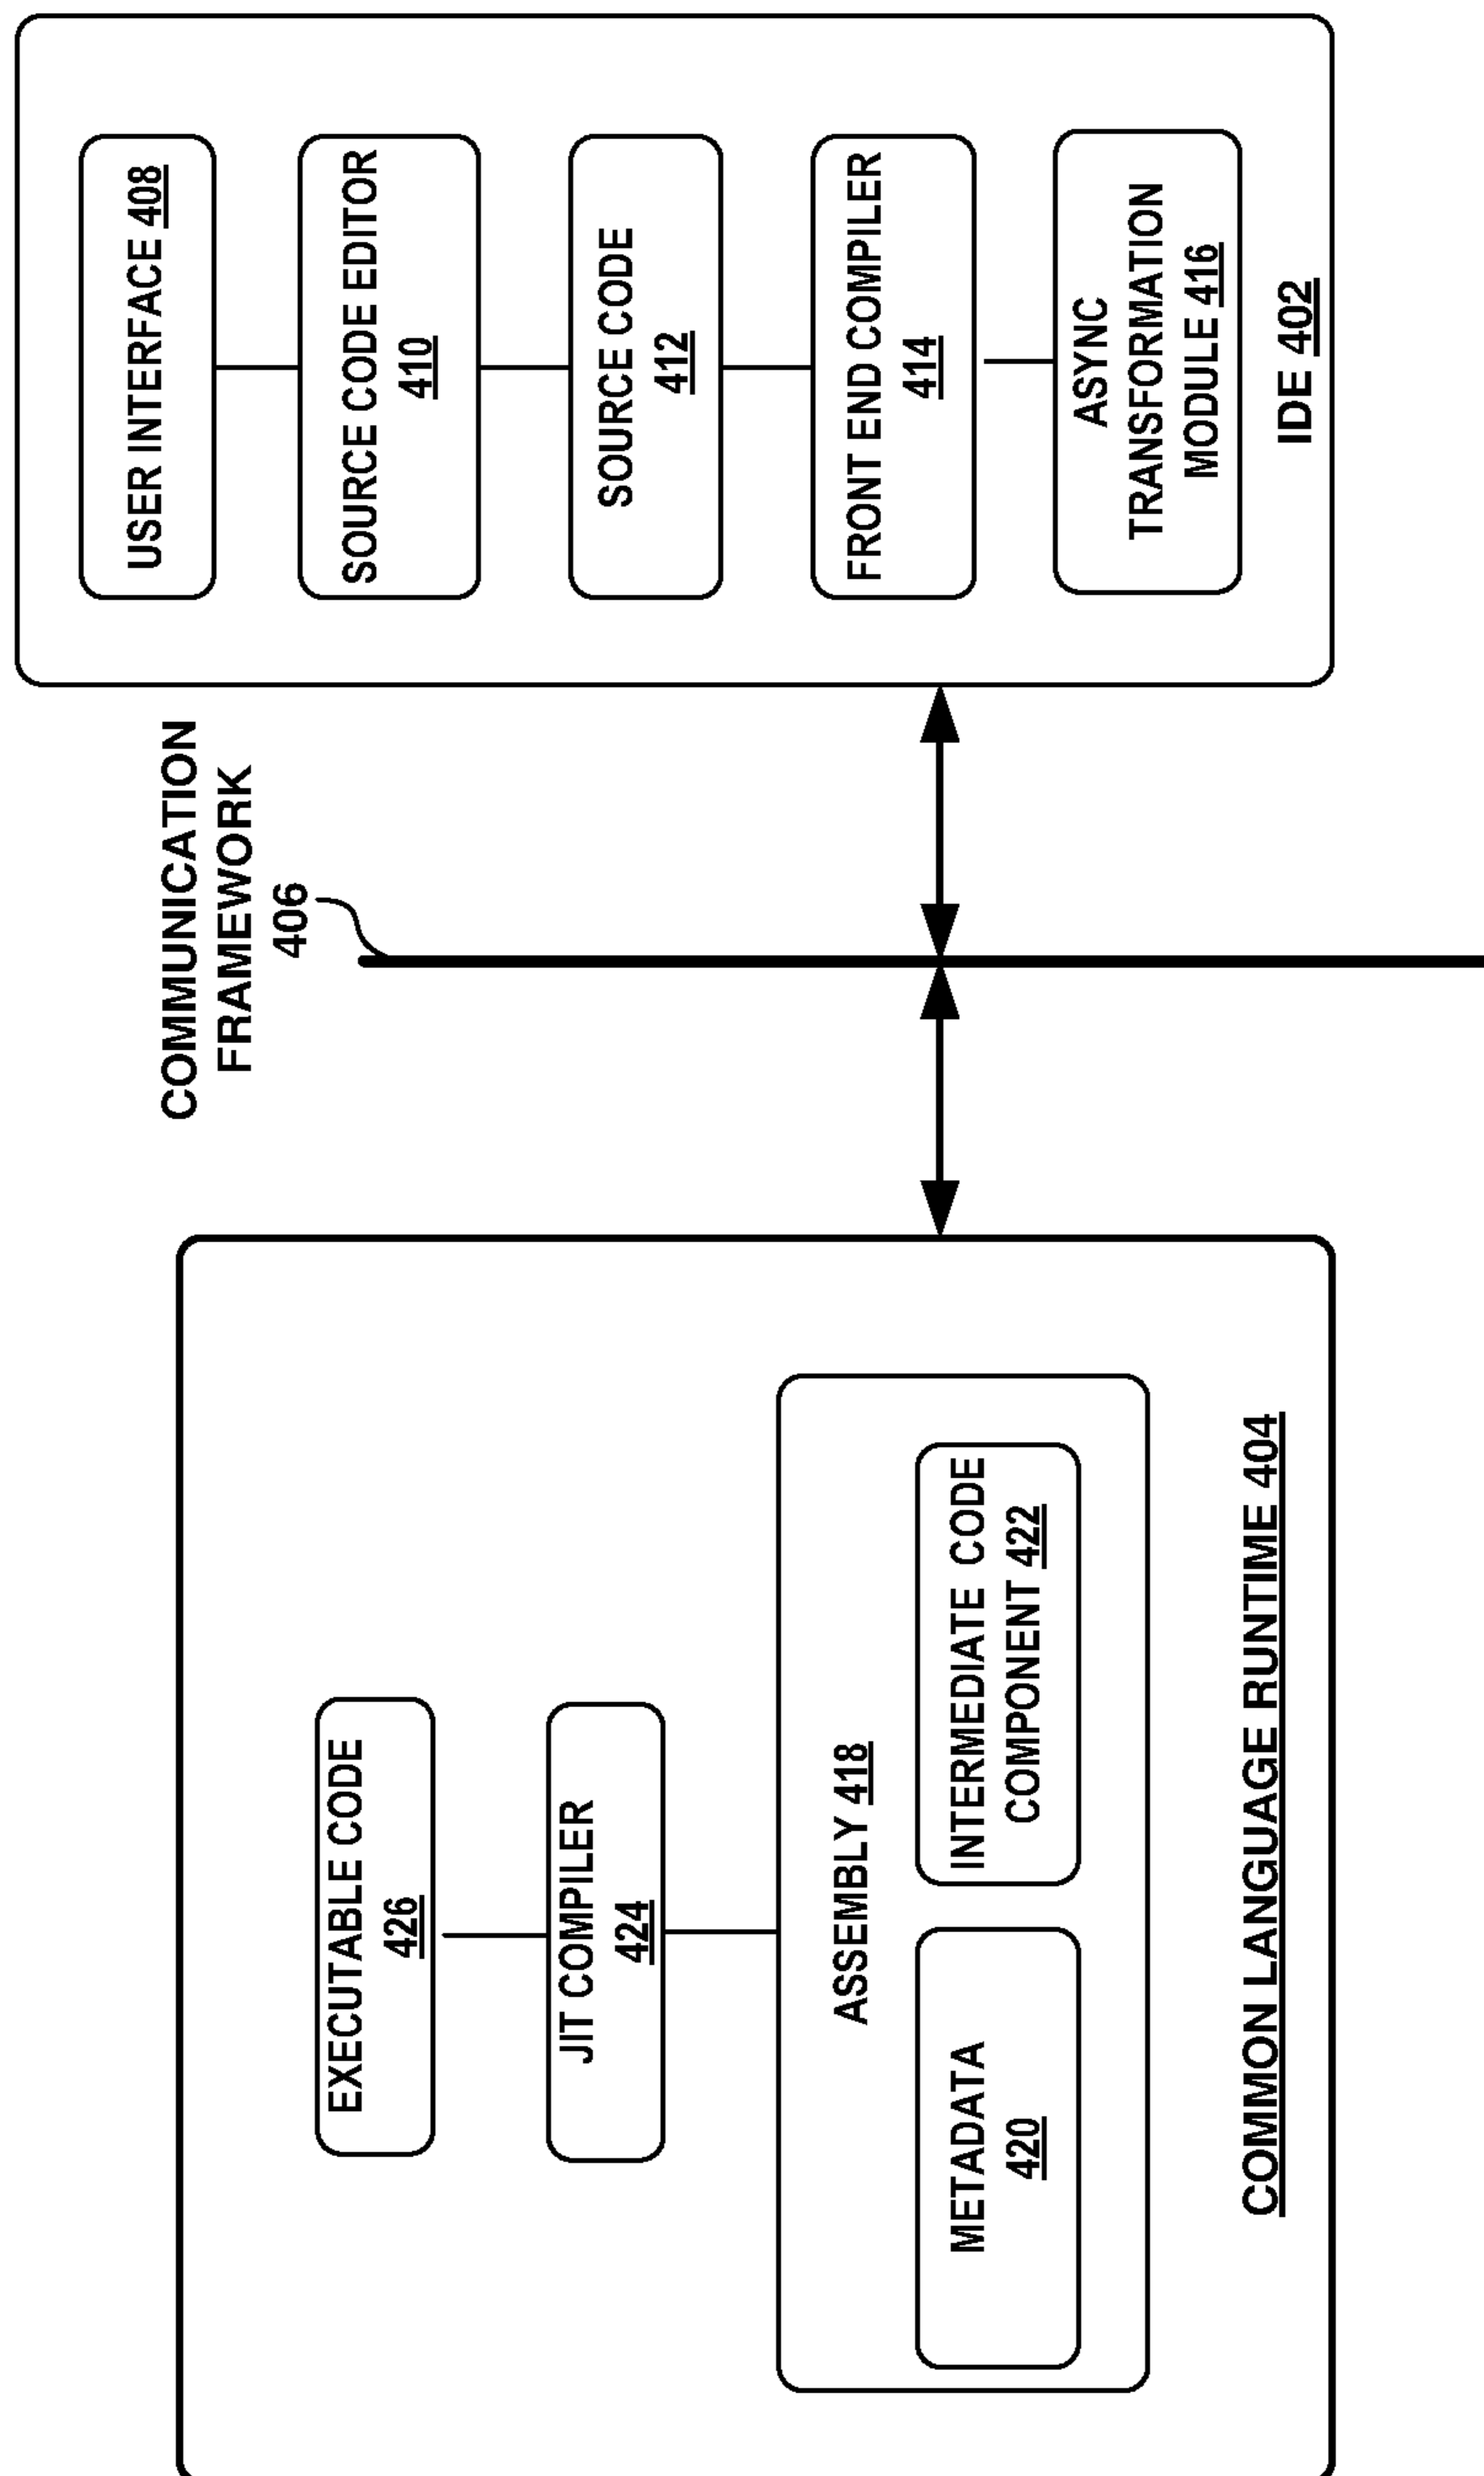 EXECUTABLE CODE
426
JIT COMPILER
424
ASSEMBLY 418
METADATA
420
INTERMEDIATE CODE
COMPONENT 422
COMMON LANGUAGE RUNTIME 404
COMMUNICATION
FRAMEWORK
406
USER INTERFACE 408
SOURCE CODE EDITOR
410
SOURCE CODE
412
FRONT END COMPILER
414
ASYNC
TRANSFORMATION
MODULE 416
IDE 402